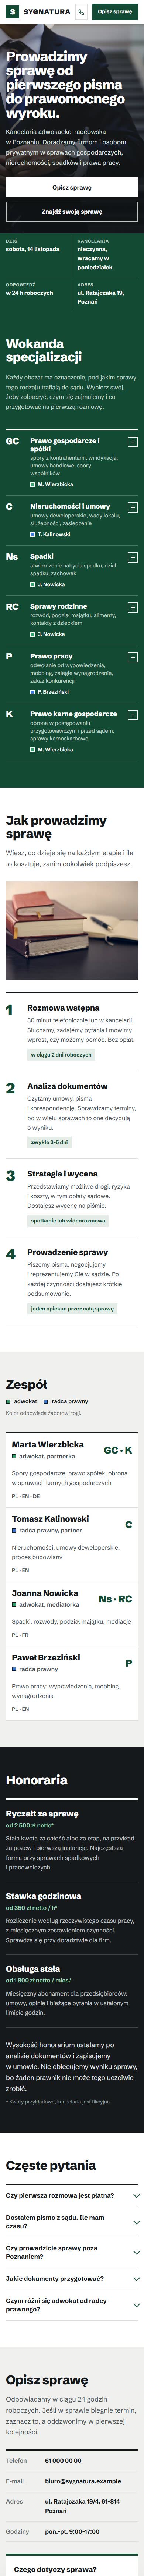 S SYGNATURA
Opisz sprawę
Prowadzimy
sprawę od
pierwszego pisma
do prawomocnego
wyroku.
Kancelaria adwokacko-radcowska
w Poznaniu. Doradzamy firmom i osobom
prywatnym w sprawach gospodarczych,
nieruchomości, spadków i prawa pracy.
Opisz sprawę
Znajdź swoją sprawę
DZIŚ
sobota, 14 listopada
KANCELARIA
nieczynna,
wracamy w
poniedziałek
ODPOWIEDŹ
w 24 h roboczych
ADRES
ul. Ratajczaka 19,
Poznań
Wokanda
specjalizacji
Każdy obszar ma oznaczenie, pod jakim sprawy
tego rodzaju trafiają do sądu. Wybierz swój,
żeby zobaczyć, czym się zajmujemy i co
przygotować na pierwszą rozmowę.
GC
Prawo gospodarcze i
spółki
spory z kontrahentami, windykacja,
umowy handlowe, spory
wspólników
M. Wierzbicka
C
Nieruchomości i umowy
umowy deweloperskie, wady lokalu,
służebności, zasiedzenie
T. Kalinowski
Ns
Spadki
stwierdzenie nabycia spadku, dział
spadku, zachowek
J. Nowicka
RC
Sprawy rodzinne
rozwód, podział majątku, alimenty,
kontakty z dzieckiem
J. Nowicka
P
Prawo pracy
odwołanie od wypowiedzenia,
mobbing, zaległe wynagrodzenie,
zakaz konkurencji
P. Brzeziński
K
Prawo karne gospodarcze
obrona w postępowaniu
przygotowawczym i przed sądem,
sprawy karnoskarbowe
M. Wierzbicka
Jak prowadzimy
sprawę
Wiesz, co dzieje się na każdym etapie i ile
to kosztuje, zanim cokolwiek podpiszesz.
1
Rozmowa wstępna
30 minut telefonicznie lub w kancelarii.
Słuchamy, zadajemy pytania i mówimy
wprost, czy możemy pomóc. Bez opłat.
w ciągu 2 dni roboczych
2
Analiza dokumentów
Czytamy umowy, pisma
i korespondencję. Sprawdzamy terminy,
bo w wielu sprawach to one decydują
o wyniku.
zwykle 3–5 dni
3
Strategia i wycena
Przedstawiamy możliwe drogi, ryzyka
i koszty, w tym opłaty sądowe.
Dostajesz wycenę na piśmie.
spotkanie lub wideorozmowa
4
Prowadzenie sprawy
Piszemy pisma, negocjujemy
i reprezentujemy Cię w sądzie. Po
każdej czynności dostajesz krótkie
podsumowanie.
jeden opiekun przez całą sprawę
Zespół
adwokat radca prawny
Kolor odpowiada żabotowi togi.
Marta Wierzbicka
adwokat, partnerka
GC · K
Spory gospodarcze, prawo spółek, obrona
w sprawach karnych gospodarczych
PL · EN · DE
Tomasz Kalinowski
radca prawny, partner
C
Nieruchomości, umowy deweloperskie,
procesy budowlany
PL · EN
Joanna Nowicka
adwokat, mediatorka
Ns · RC
Spadki, rozwody, podział majątku, mediacje
PL · FR
Paweł Brzeziński
radca prawny
P
Prawo pracy: wypowiedzenia, mobbing,
wynagrodzenia
PL · EN
Honoraria
Ryczałt za sprawę
od 2 500 zł netto*
Stała kwota za całość albo za etap, na przykład
za pozew i pierwszą instancję. Najczęstsza
forma przy sprawach spadkowych
i pracowniczych.
Stawka godzinowa
od 350 zł netto / h*
Rozliczenie według rzeczywistego czasu pracy,
z miesięcznym zestawieniem czynności.
Sprawdza się przy doradztwie dla firm.
Obsługa stała
od 1 800 zł netto / mies.*
Miesięczny abonament dla przedsiębiorców:
umowy, opinie i bieżące pytania w ustalonym
limicie godzin.
Wysokość honorarium ustalamy po
analizie dokumentów i zapisujemy
w umowie. Nie obiecujemy wyniku sprawy,
bo żaden prawnik nie może tego uczciwie
zrobić.
* Kwoty przykładowe, kancelaria jest fikcyjna.
Częste pytania
Czy pierwsza rozmowa jest płatna?
Dostałem pismo z sądu. Ile mam
czasu?
Czy prowadzicie sprawy poza
Poznaniem?
Jakie dokumenty przygotować?
Czym różni się adwokat od radcy
prawnego?
Opisz sprawę
Odpowiadamy w ciągu 24 godzin
roboczych. Jeśli w sprawie biegnie termin,
zaznacz to, a oddzwonimy w pierwszej
kolejności.
Telefon 61 000 00 00
E-mail biuro@sygnatura.example
Adres ul. Ratajczaka 19/4, 61-814
Poznań
Godziny pon.–pt. 9:00–17:00
Czego dotyczy sprawa?